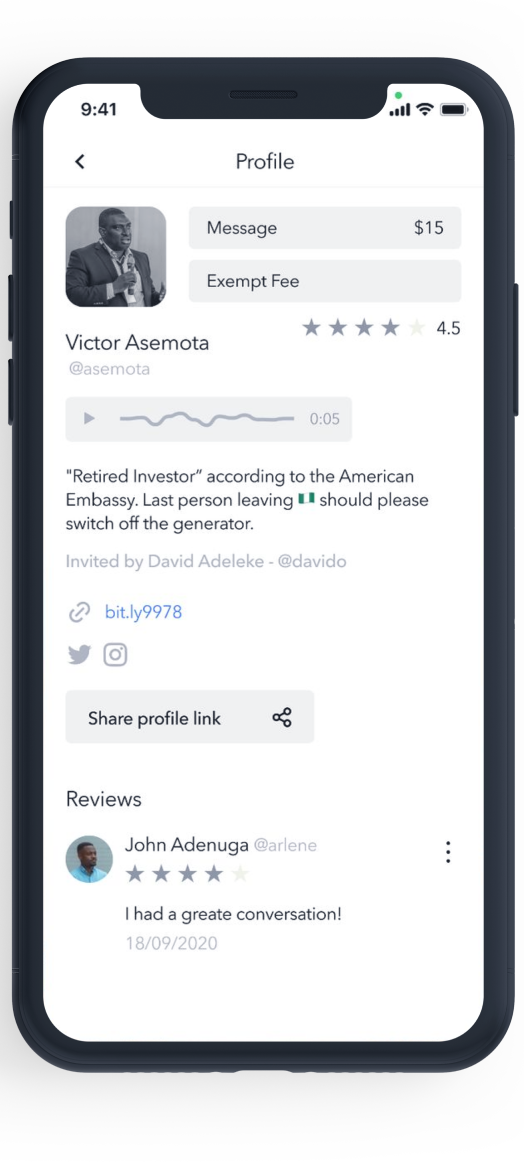 9:41
Profile
Message $15
Exempt Fee
4.5
Victor Asemota
@asemota
0:05
"Retired Investor” according to the American
Embassy. Last person leaving 🇳🇬 should please
switch off the generator.
Invited by David Adeleke - @davido
bit.ly9978
Share profile link
Reviews
John Adenuga @arlene
I had a greate conversation!
18/09/2020